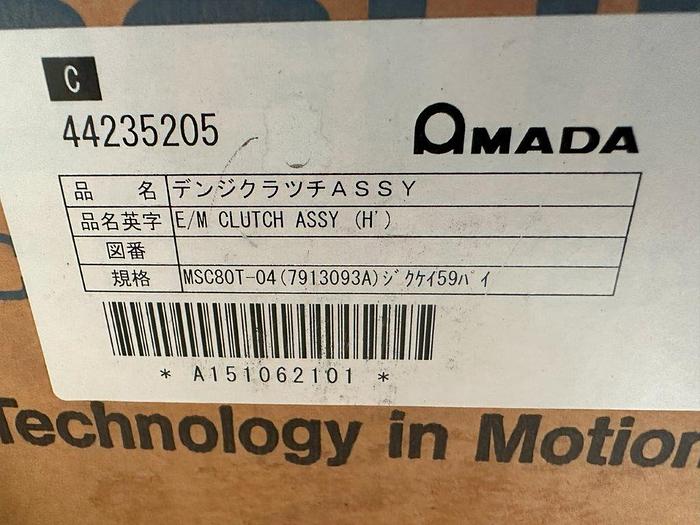 C
44235205
AMADA
品 名 デンジクラツチASSY
品名英字 E/M CLUTCH ASSY (H')
図番
規格 MSC80T-04(7913093A)ｼﾞｸｹｲ59ﾊﾟｲ
* A151062101 *
Technology in Motion